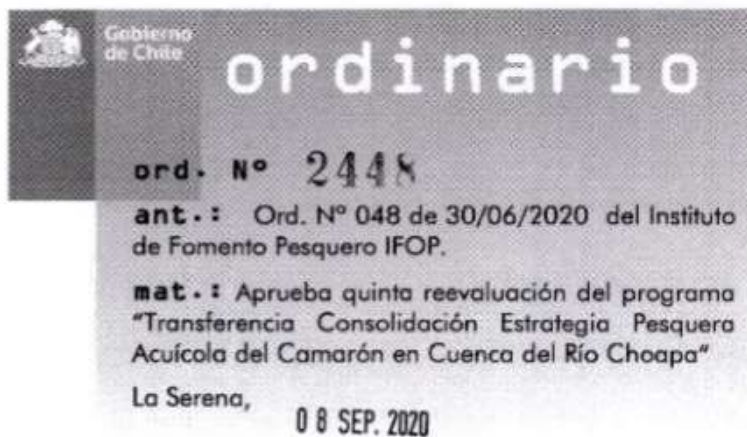 Gobierno
de Chile
ordinario
ord. Nº 2448
ant.: Ord. Nº 048 de 30/06/2020 del Instituto
de Fomento Pesquero IFOP.
mat.: Aprueba quinta reevaluación del programa
"Transferencia Consolidación Estrategia Pesquera
Acuícola del Camarón en Cuenca del Río Choapa"
La Serena,
08 SEP. 2020